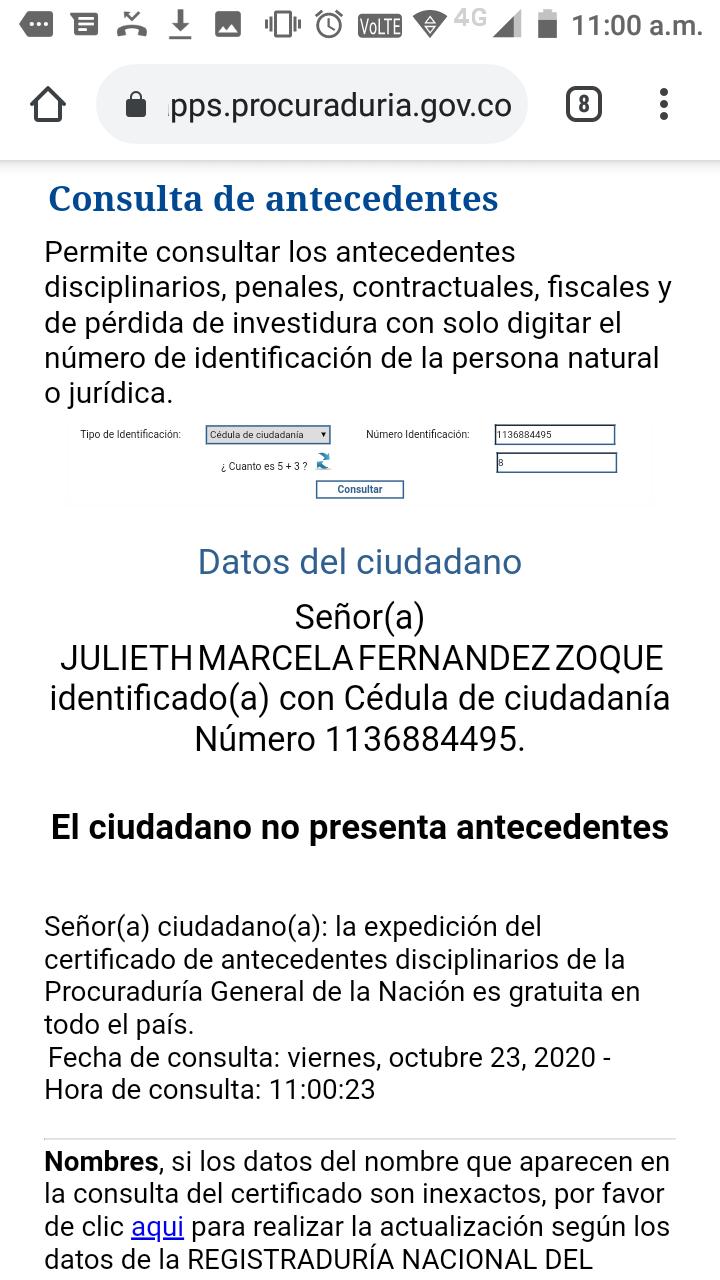 VoLTE 4G 11:00 a.m.
pps.procuraduria.gov.co 8
Consulta de antecedentes
Permite consultar los antecedentes
disciplinarios, penales, contractuales, fiscales y
de pérdida de investidura con solo digitar el
número de identificación de la persona natural
o jurídica.
Tipo de Identificación: Cédula de ciudadanía Número Identificación: 1136884495
¿ Cuanto es 5 + 3 ? 8
Consultar
Datos del ciudadano
Señor(a)
JULIETH MARCELA FERNANDEZ ZOQUE
identificado(a) con Cédula de ciudadanía
Número 1136884495.
El ciudadano no presenta antecedentes
Señor(a) ciudadano(a): la expedición del
certificado de antecedentes disciplinarios de la
Procuraduría General de la Nación es gratuita en
todo el país.
Fecha de consulta: viernes, octubre 23, 2020 -
Hora de consulta: 11:00:23
Nombres, si los datos del nombre que aparecen en
la consulta del certificado son inexactos, por favor
de clic aqui para realizar la actualización según los
datos de la REGISTRADURÍA NACIONAL DEL